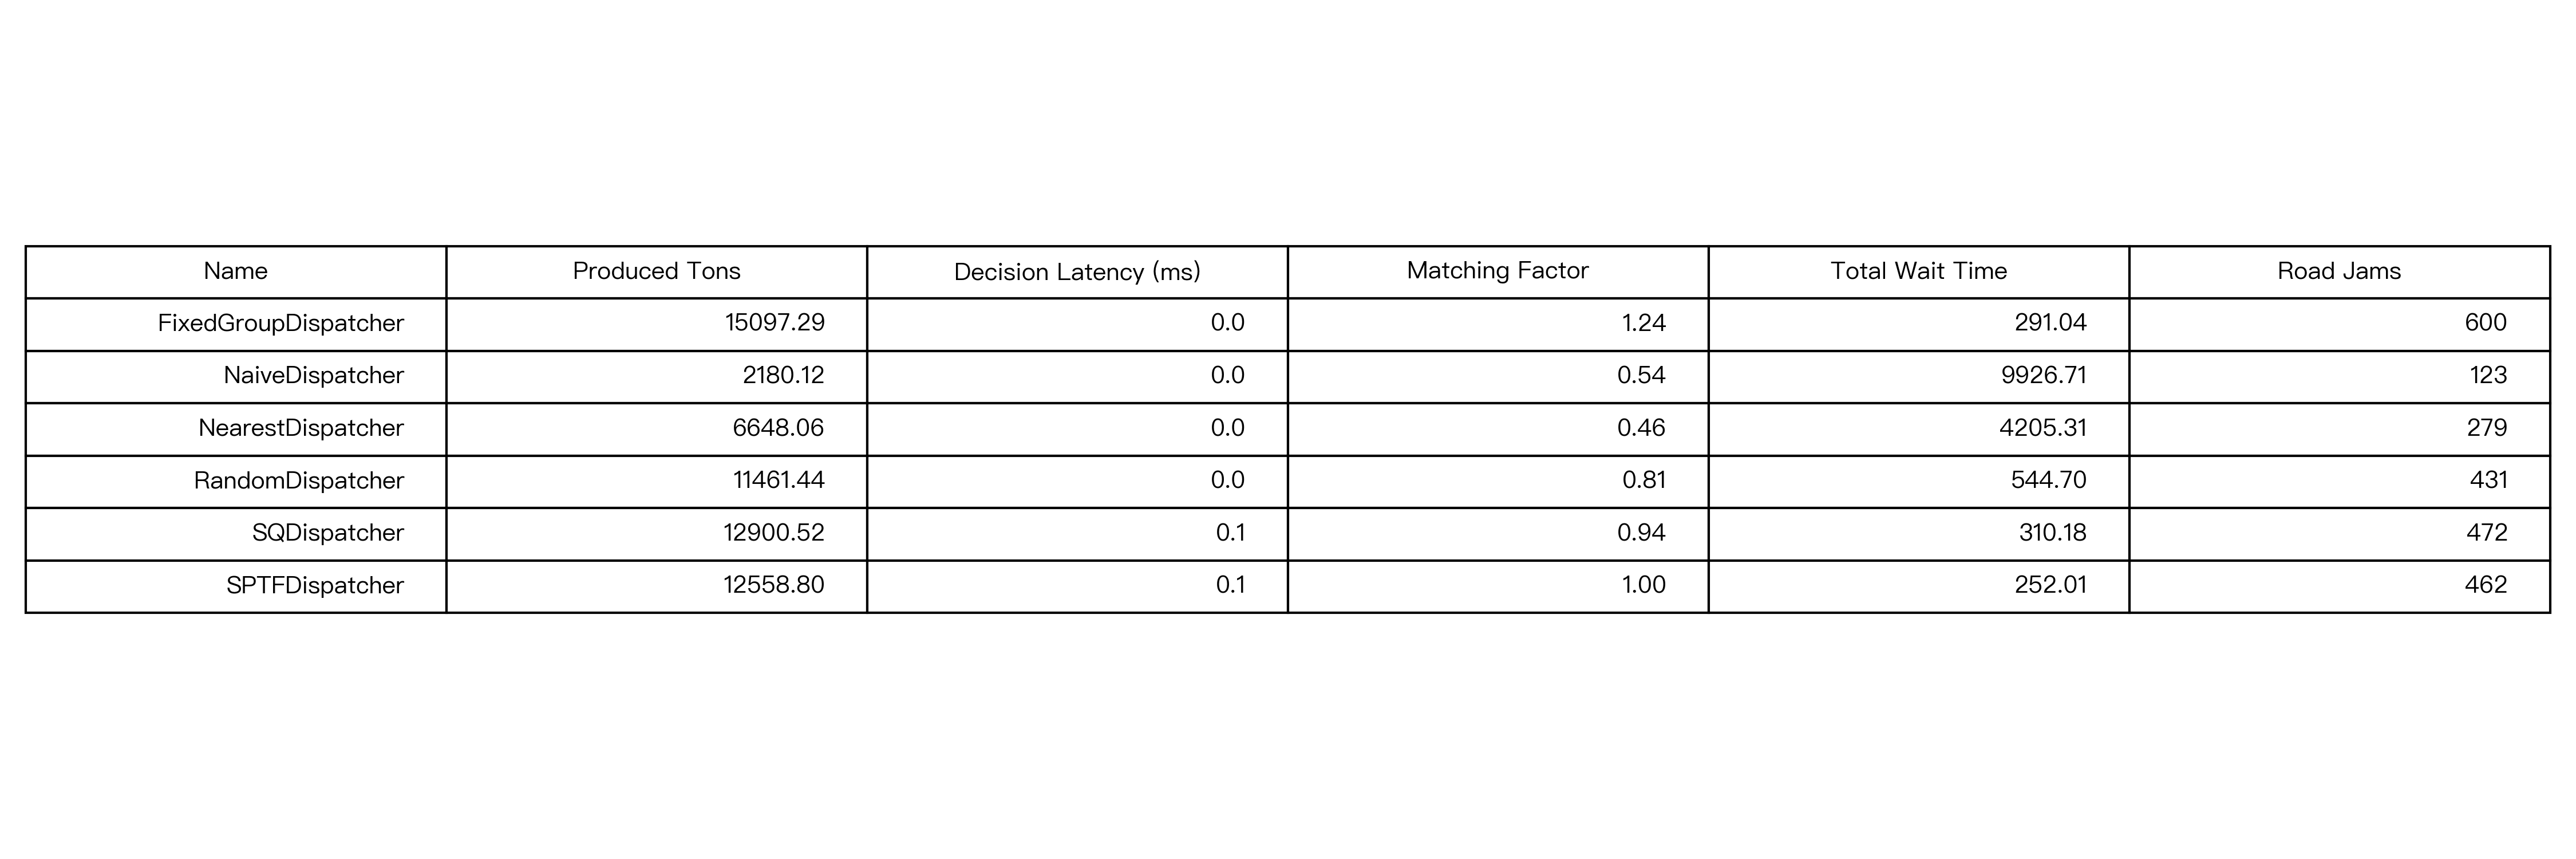 Name Produced Tons Decision Latency (ms) Matching Factor Total Wait Time Road Jams
FixedGroupDispatcher 15097.29 0.0 1.24 291.04 600
NaiveDispatcher 2180.12 0.0 0.54 9926.71 123
NearestDispatcher 6648.06 0.0 0.46 4205.31 279
RandomDispatcher 11461.44 0.0 0.81 544.70 431
SQDispatcher 12900.52 0.1 0.94 310.18 472
SPTFDispatcher 12558.80 0.1 1.00 252.01 462